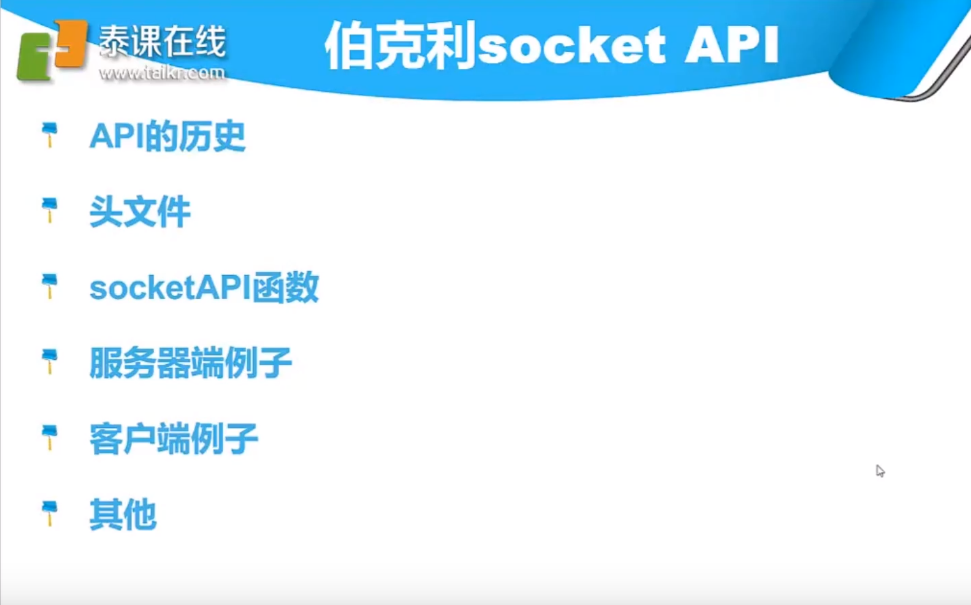 泰课在线
www.taikr.com
伯克利socket API
API的历史
头文件
socketAPI函数
服务器端例子
客户端例子
其他